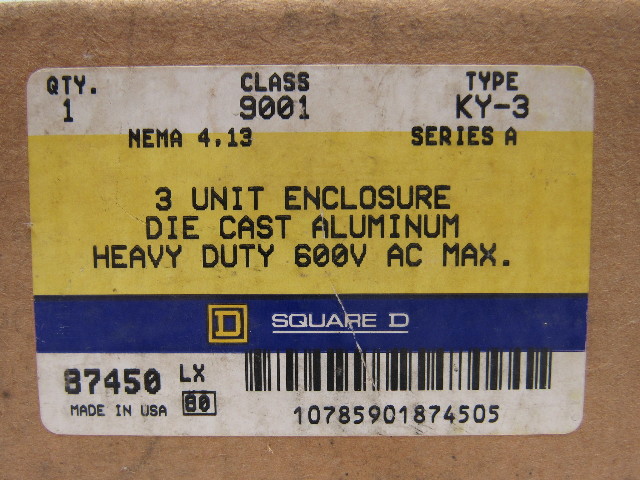 QTY. CLASS TYPE
1 9001 KY-3
NEMA 4,13 SERIES A
3 UNIT ENCLOSURE
DIE CAST ALUMINUM
HEAVY DUTY 600V AC MAX.
D SQUARE D
87450 LX
MADE IN USA 80
10785901874505